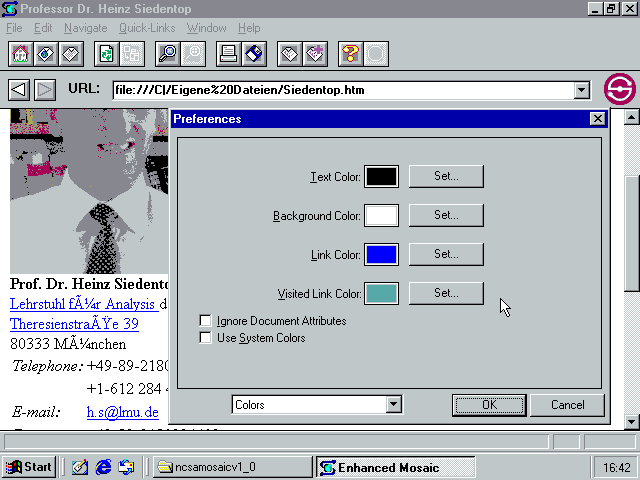 Professor Dr. Heinz Siedentop
File Edit Navigate Quick-Links Window Help
URL: file:///C|/Eigene%20Dateien/Siedentop.htm
Preferences
Text Color: Set...
Background Color: Set...
Link Color: Set...
Visited Link Color: Set...
Ignore Document Attributes
Use System Colors
Colors OK Cancel
Prof. Dr. Heinz Siedento
Lehrstuhl fÃ¼r Analysis d
TheresienstraÃŸe 39
80333 MÃ¼nchen
Telephone: +49-89-2180
+1-612 284 4
E-mail: h.s@lmu.de
Start ncsamosaicv1_0 Enhanced Mosaic 16:42